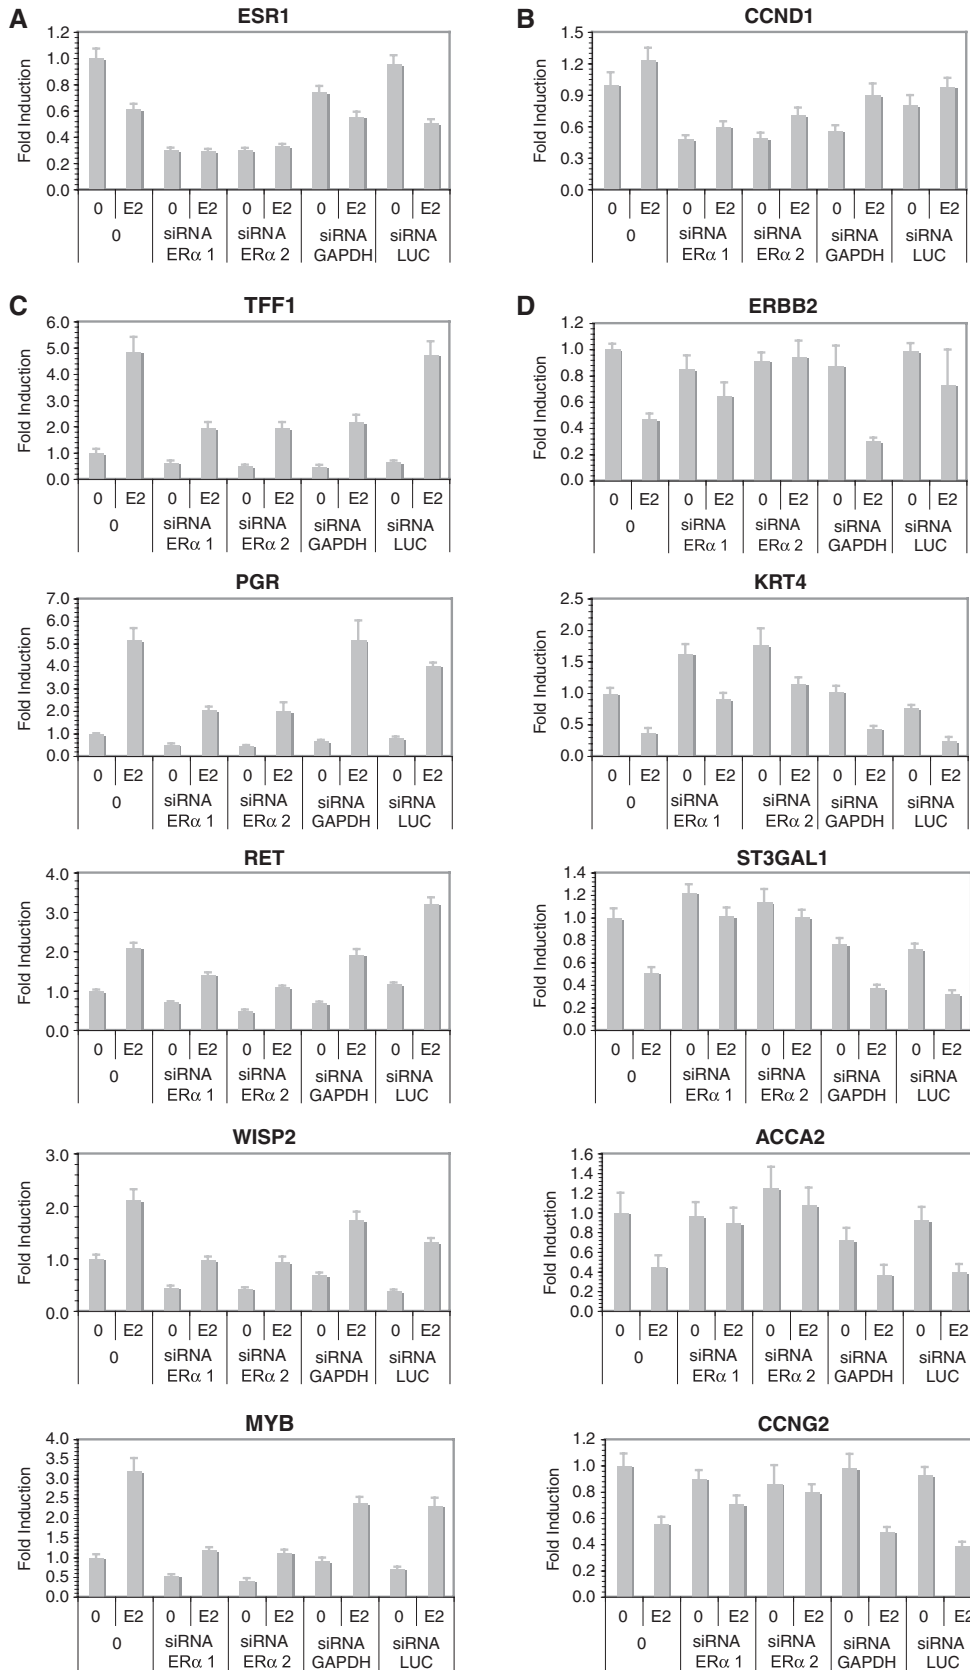 A
ESR1
Fold Induction
1.2
1.0
0.8
0.6
0.4
0.2
0.0
0 E2 0 E2 0 E2 0 E2 0 E2
0 siRNA siRNA siRNA siRNA
ERα 1 ERα 2 GAPDH LUC
B
CCND1
Fold Induction
1.5
1.2
0.9
0.6
0.3
0.0
0 E2 0 E2 0 E2 0 E2 0 E2
0 siRNA siRNA siRNA siRNA
ERα 1 ERα 2 GAPDH LUC
C
TFF1
Fold Induction
6.0
5.0
4.0
3.0
2.0
1.0
0.0
0 E2 0 E2 0 E2 0 E2 0 E2
0 siRNA siRNA siRNA siRNA
ERα 1 ERα 2 GAPDH LUC
D
ERBB2
Fold Induction
1.2
1.0
0.8
0.6
0.4
0.2
0.0
0 E2 0 E2 0 E2 0 E2 0 E2
0 siRNA siRNA siRNA siRNA
ERα 1 ERα 2 GAPDH LUC
PGR
Fold Induction
7.0
6.0
5.0
4.0
3.0
2.0
1.0
0.0
0 E2 0 E2 0 E2 0 E2 0 E2
0 siRNA siRNA siRNA siRNA
ERα 1 ERα 2 GAPDH LUC
KRT4
Fold Induction
2.5
2.0
1.5
1.0
0.5
0.0
0 E2 0 E2 0 E2 0 E2 0 E2
0 siRNA siRNA siRNA siRNA
ERα 1 ERα 2 GAPDH LUC
RET
Fold Induction
4.0
3.0
2.0
1.0
0.0
0 E2 0 E2 0 E2 0 E2 0 E2
0 siRNA siRNA siRNA siRNA
ERα 1 ERα 2 GAPDH LUC
ST3GAL1
Fold Induction
1.4
1.2
1.0
0.8
0.6
0.4
0.2
0.0
0 E2 0 E2 0 E2 0 E2 0 E2
0 siRNA siRNA siRNA siRNA
ERα 1 ERα 2 GAPDH LUC
WISP2
Fold Induction
3.0
2.0
1.0
0.0
0 E2 0 E2 0 E2 0 E2 0 E2
0 siRNA siRNA siRNA siRNA
ERα 1 ERα 2 GAPDH LUC
ACCA2
Fold Induction
1.6
1.4
1.2
1.0
0.8
0.6
0.4
0.2
0.0
0 E2 0 E2 0 E2 0 E2 0 E2
0 siRNA siRNA siRNA siRNA
ERα 1 ERα 2 GAPDH LUC
MYB
Fold Induction
4.0
3.5
3.0
2.5
2.0
1.5
1.0
0.5
0.0
0 E2 0 E2 0 E2 0 E2 0 E2
0 siRNA siRNA siRNA siRNA
ERα 1 ERα 2 GAPDH LUC
CCNG2
Fold Induction
1.2
1.0
0.8
0.6
0.4
0.2
0.0
0 E2 0 E2 0 E2 0 E2 0 E2
0 siRNA siRNA siRNA siRNA
ERα 1 ERα 2 GAPDH LUC